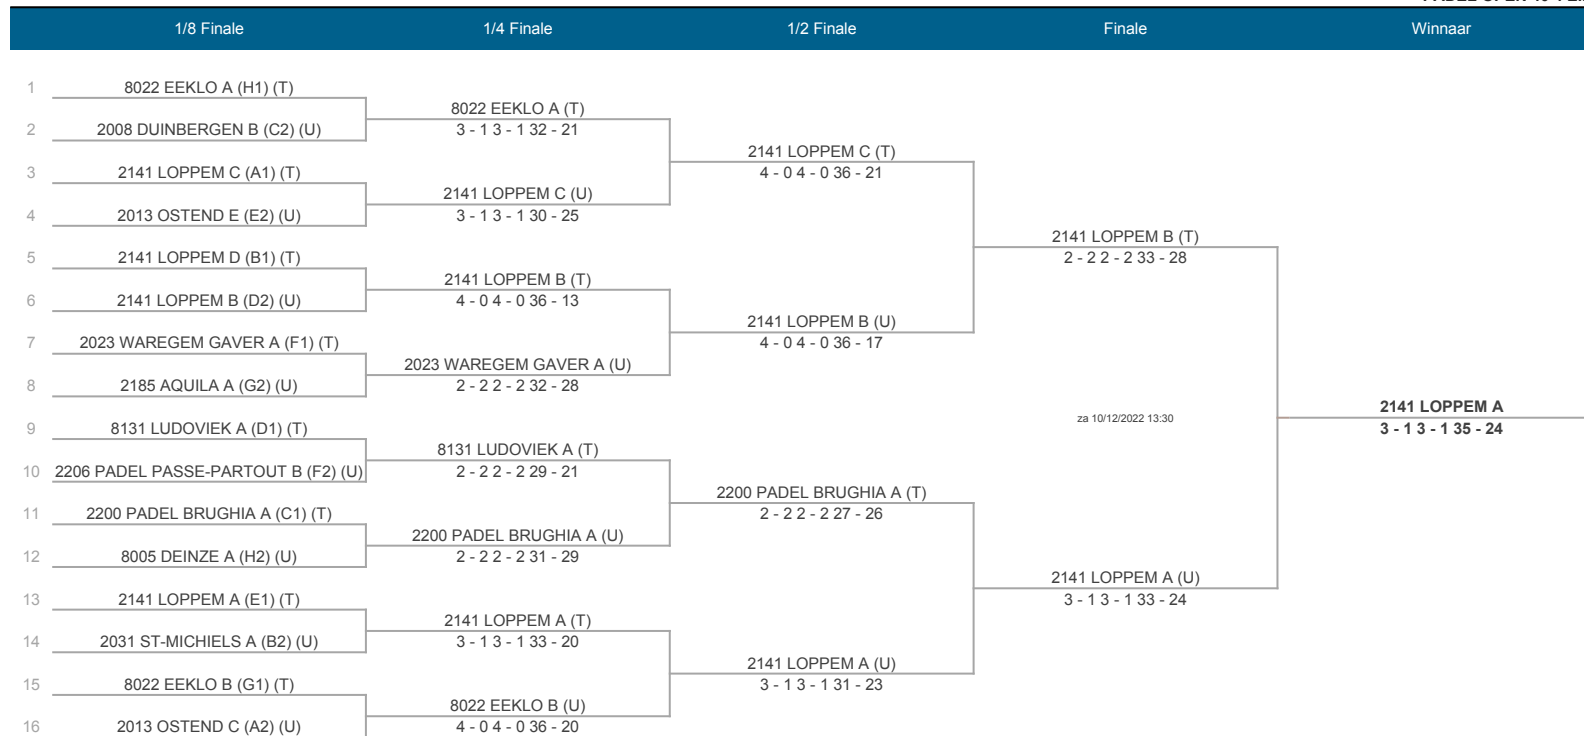 1/8 Finale
1/4 Finale
1/2 Finale
Finale
Winnaar
1
8022 EEKLO A (H1) (T)
8022 EEKLO A (T)
2
2008 DUINBERGEN B (C2) (U)
3 - 1 3 - 1 32 - 21
2141 LOPPEM C (T)
3
2141 LOPPEM C (A1) (T)
4 - 0 4 - 0 36 - 21
2141 LOPPEM C (U)
4
2013 OSTEND E (E2) (U)
3 - 1 3 - 1 30 - 25
2141 LOPPEM B (T)
5
2141 LOPPEM D (B1) (T)
2 - 2 2 - 2 33 - 28
2141 LOPPEM B (T)
6
2141 LOPPEM B (D2) (U)
4 - 0 4 - 0 36 - 13
2141 LOPPEM B (U)
7
2023 WAREGEM GAVER A (F1) (T)
4 - 0 4 - 0 36 - 17
2023 WAREGEM GAVER A (U)
8
2185 AQUILA A (G2) (U)
2 - 2 2 - 2 32 - 28
2141 LOPPEM A
za 10/12/2022 13:30
9
8131 LUDOVIEK A (D1) (T)
3 - 1 3 - 1 35 - 24
8131 LUDOVIEK A (T)
10
2206 PADEL PASSE-PARTOUT B (F2) (U)
2 - 2 2 - 2 29 - 21
2200 PADEL BRUGHIA A (T)
11
2200 PADEL BRUGHIA A (C1) (T)
2 - 2 2 - 2 27 - 26
2200 PADEL BRUGHIA A (U)
12
8005 DEINZE A (H2) (U)
2 - 2 2 - 2 31 - 29
2141 LOPPEM A (U)
13
2141 LOPPEM A (E1) (T)
3 - 1 3 - 1 33 - 24
2141 LOPPEM A (T)
14
2031 ST-MICHIELS A (B2) (U)
3 - 1 3 - 1 33 - 20
2141 LOPPEM A (U)
15
8022 EEKLO B (G1) (T)
3 - 1 3 - 1 31 - 23
8022 EEKLO B (U)
16
2013 OSTEND C (A2) (U)
4 - 0 4 - 0 36 - 20